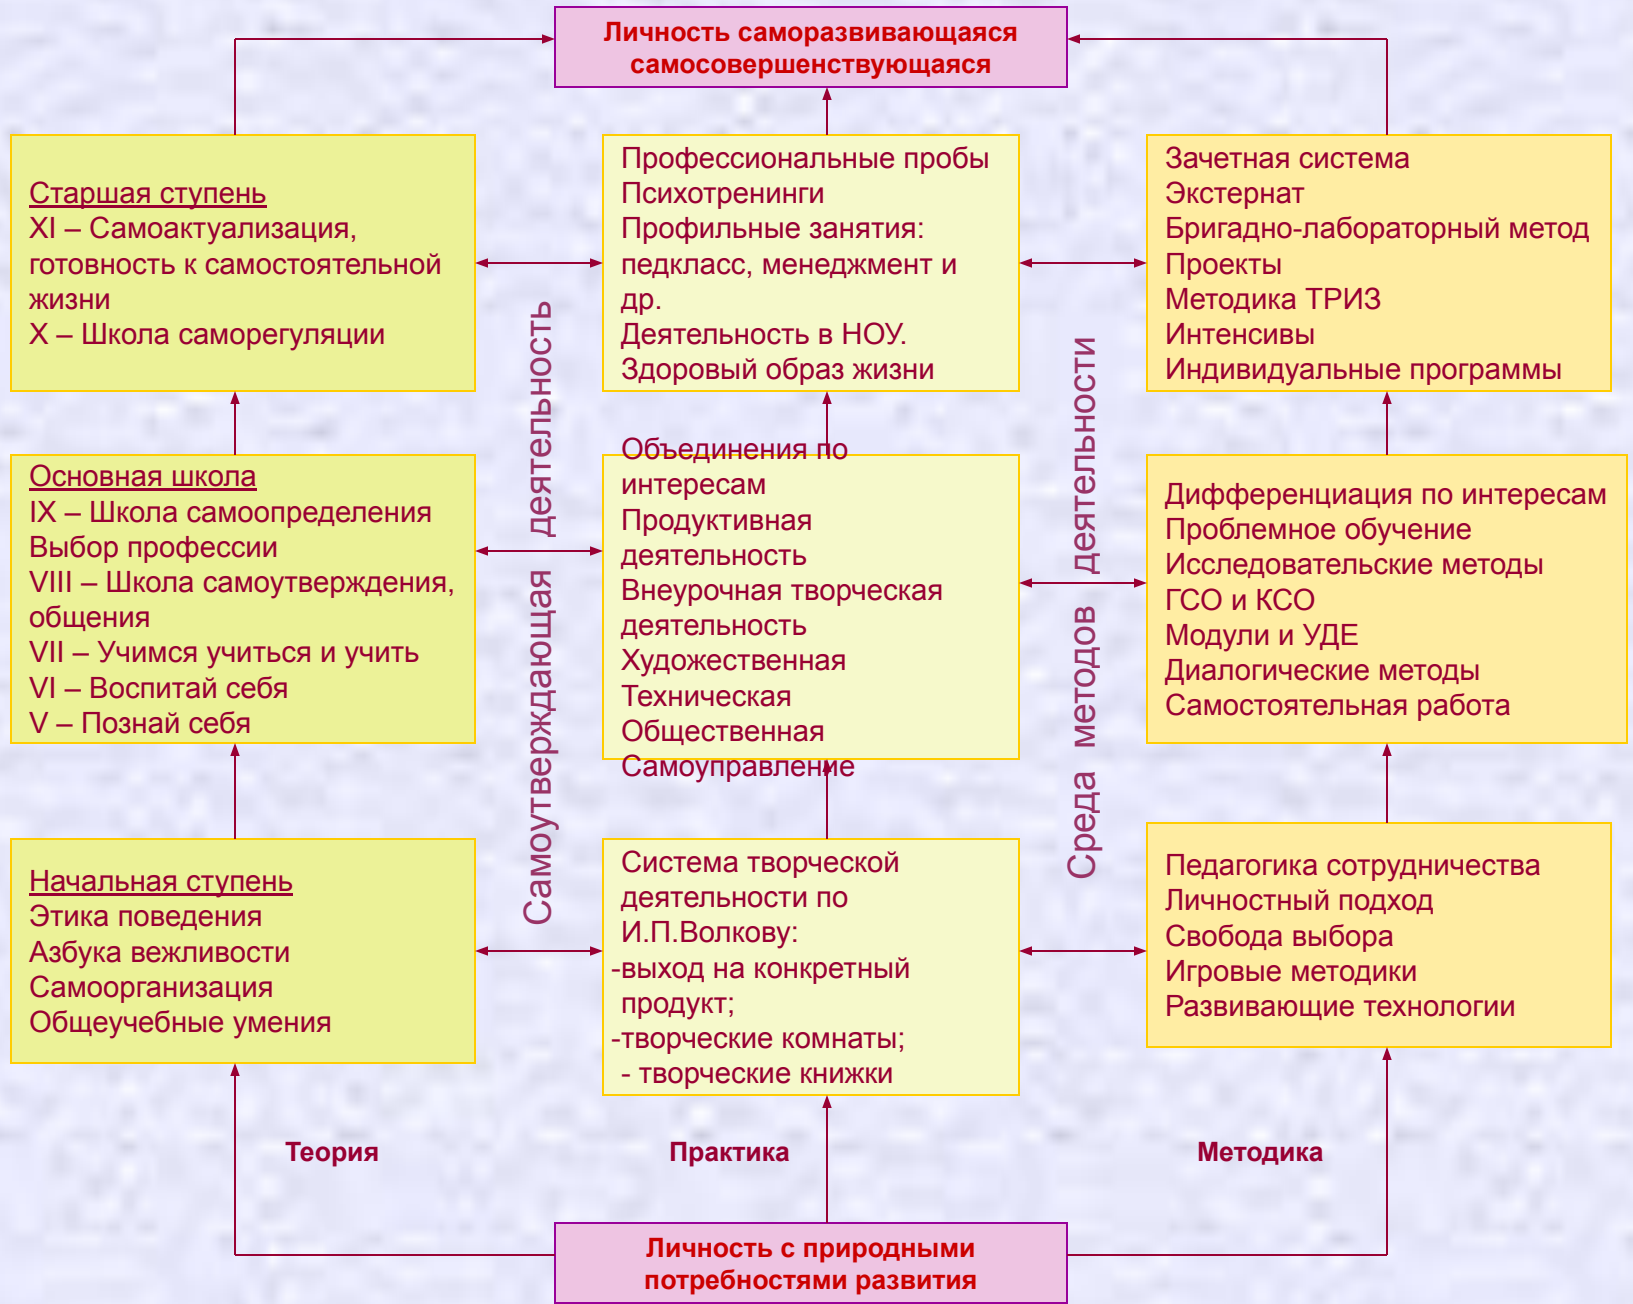 Личность саморазвивающаяся
самосовершенствующаяся
Старшая ступень
XI – Самоактуализация,
готовность к самостоятельной
жизни
X – Школа саморегуляции
Профессиональные пробы
Психотренинги
Профильные занятия:
педкласс, менеджмент и
др.
Деятельность в НОУ.
Здоровый образ жизни
Зачетная система
Экстернат
Бригадно-лабораторный метод
Проекты
Методика ТРИЗ
Интенсивы
Индивидуальные программы
Самоутверждающая деятельность
Среда методов деятельности
Основная школа
IX – Школа самоопределения
Выбор профессии
VIII – Школа самоутверждения,
общения
VII – Учимся учиться и учить
VI – Воспитай себя
V – Познай себя
Объединения по
интересам
Продуктивная
деятельность
Внеурочная творческая
деятельность
Художественная
Техническая
Общественная
Самоуправление
Дифференциация по интересам
Проблемное обучение
Исследовательские методы
ГСО и КСО
Модули и УДЕ
Диалогические методы
Самостоятельная работа
Начальная ступень
Этика поведения
Азбука вежливости
Самоорганизация
Общеучебные умения
Система творческой
деятельности по
И.П.Волкову:
-выход на конкретный
продукт;
-творческие комнаты;
- творческие книжки
Педагогика сотрудничества
Личностный подход
Свобода выбора
Игровые методики
Развивающие технологии
Теория
Практика
Методика
Личность с природными
потребностями развития